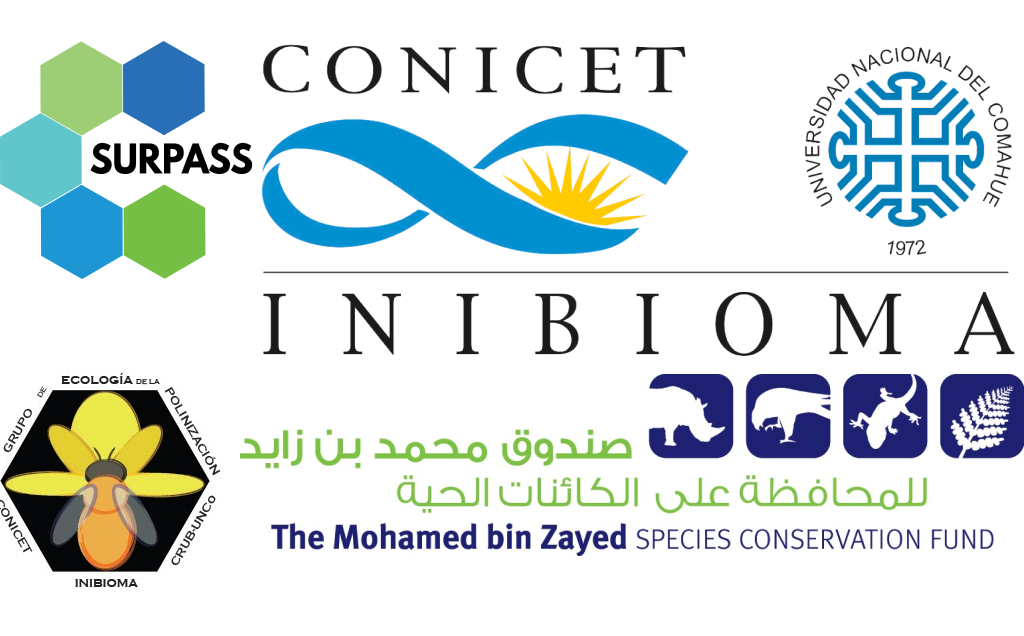 SURPASS
CONICET
UNIVERSIDAD NACIONAL DEL COMAHUE
1972
INIBIOMA
GRUPO DE ECOLOGÍA DE LA POLINIZACIÓN
CONICET
INIBIOMA
CRUB-UNCo
صندوق محمد بن زايد
للمحافظة على الكائنات الحية
The Mohamed bin Zayed SPECIES CONSERVATION FUND